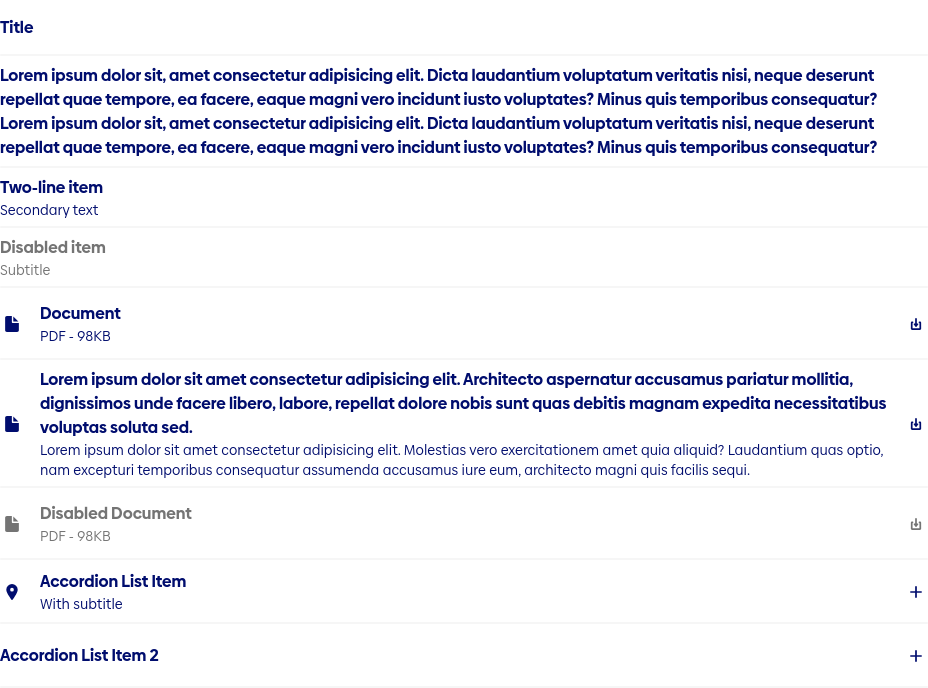 Title
Lorem ipsum dolor sit, amet consectetur adipisicing elit. Dicta laudantium voluptatum veritatis nisi, neque deserunt
repellat quae tempore, ea facere, eaque magni vero incidunt iusto voluptates? Minus quis temporibus consequatur?
Lorem ipsum dolor sit, amet consectetur adipisicing elit. Dicta laudantium voluptatum veritatis nisi, neque deserunt
repellat quae tempore, ea facere, eaque magni vero incidunt iusto voluptates? Minus quis temporibus consequatur?
Two-line item
Secondary text
Disabled item
Subtitle
Document
PDF - 98KB
Lorem ipsum dolor sit amet consectetur adipisicing elit. Architecto aspernatur accusamus pariatur mollitia,
dignissimos unde facere libero, labore, repellat dolore nobis sunt quas debitis magnam expedita necessitatibus
voluptas soluta sed.
Lorem ipsum dolor sit amet consectetur adipisicing elit. Molestias vero exercitationem amet quia aliquid? Laudantium quas optio,
nam excepturi temporibus consequatur assumenda accusamus iure eum, architecto magni quis facilis sequi.
Disabled Document
PDF - 98KB
Accordion List Item
With subtitle
Accordion List Item 2